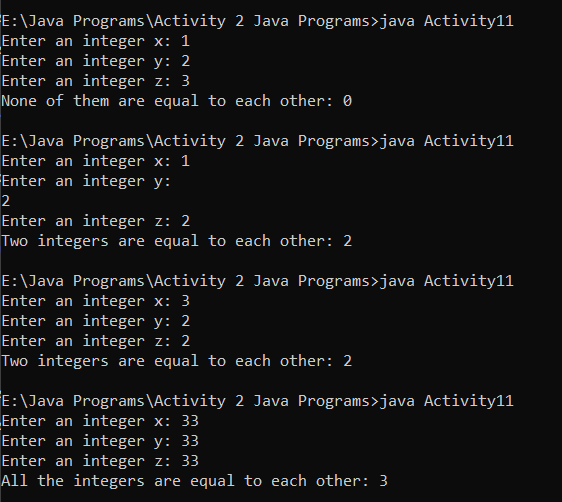 E:\Java Programs\Activity 2 Java Programs>java Activity11
Enter an integer x: 1
Enter an integer y: 2
Enter an integer z: 3
None of them are equal to each other: 0
E:\Java Programs\Activity 2 Java Programs>java Activity11
Enter an integer x: 1
Enter an integer y:
2
Enter an integer z: 2
Two integers are equal to each other: 2
E:\Java Programs\Activity 2 Java Programs>java Activity11
Enter an integer x: 3
Enter an integer y: 2
Enter an integer z: 2
Two integers are equal to each other: 2
E:\Java Programs\Activity 2 Java Programs>java Activity11
Enter an integer x: 33
Enter an integer y: 33
Enter an integer z: 33
All the integers are equal to each other: 3